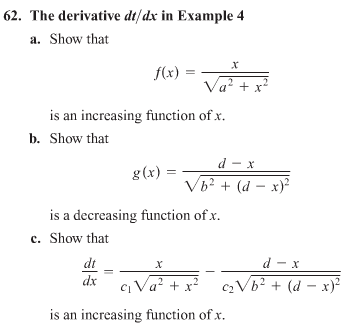 62. The derivative dt/dx in Example 4
a. Show that
f(x) = x / √(a² + x²)
is an increasing function of x.
b. Show that
g(x) = (d − x) / √(b² + (d − x)²)
is a decreasing function of x.
c. Show that
dt/dx = x / (c₁√(a² + x²)) − (d − x) / (c₂√(b² + (d − x)²))
is an increasing function of x.